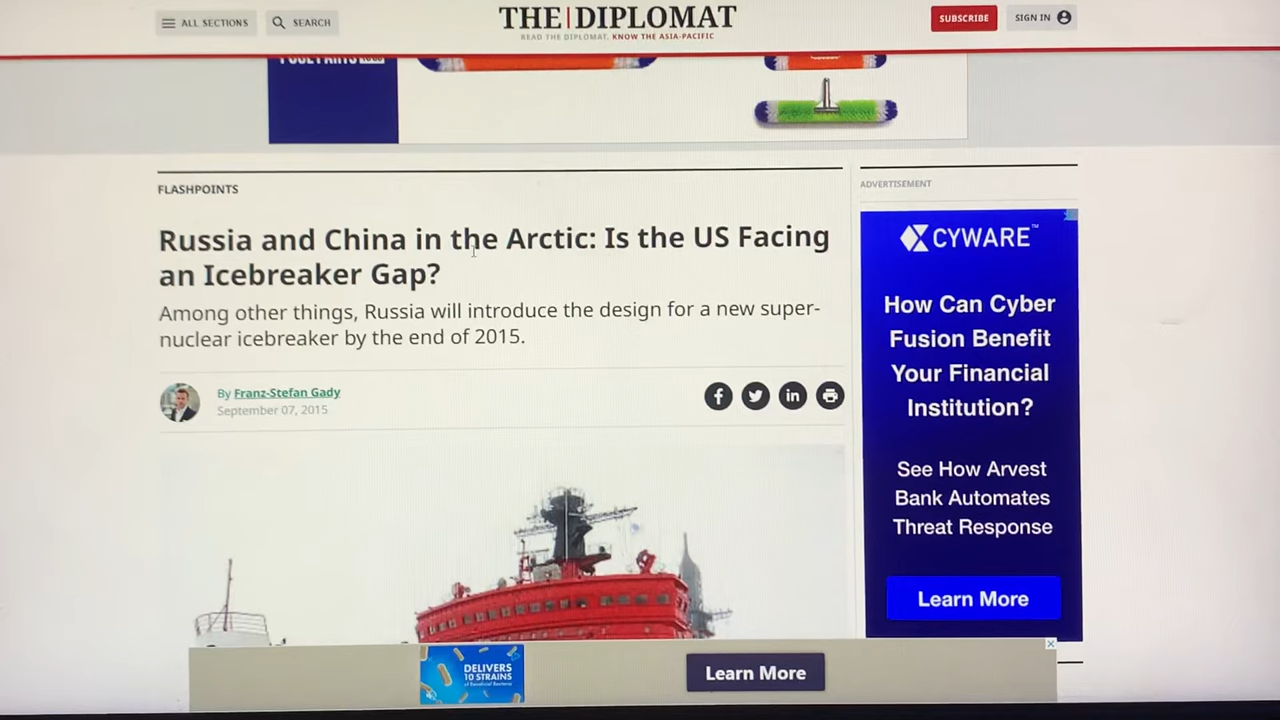 ALL SECTIONS
SEARCH
THE|DIPLOMAT
READ THE DIPLOMAT, KNOW THE ASIA-PACIFIC
SUBSCRIBE
SIGN IN
FLASHPOINTS
Russia and China in the Arctic: Is the US Facing
an Icebreaker Gap?
Among other things, Russia will introduce the design for a new super-
nuclear icebreaker by the end of 2015.
By Franz-Stefan Gady
September 07, 2015
ADVERTISEMENT
CYWARE™
How Can Cyber
Fusion Benefit
Your Financial
Institution?
See How Arvest
Bank Automates
Threat Response
Learn More
DELIVERS
10 STRAINS
of Beneficial Bacteria
Learn More